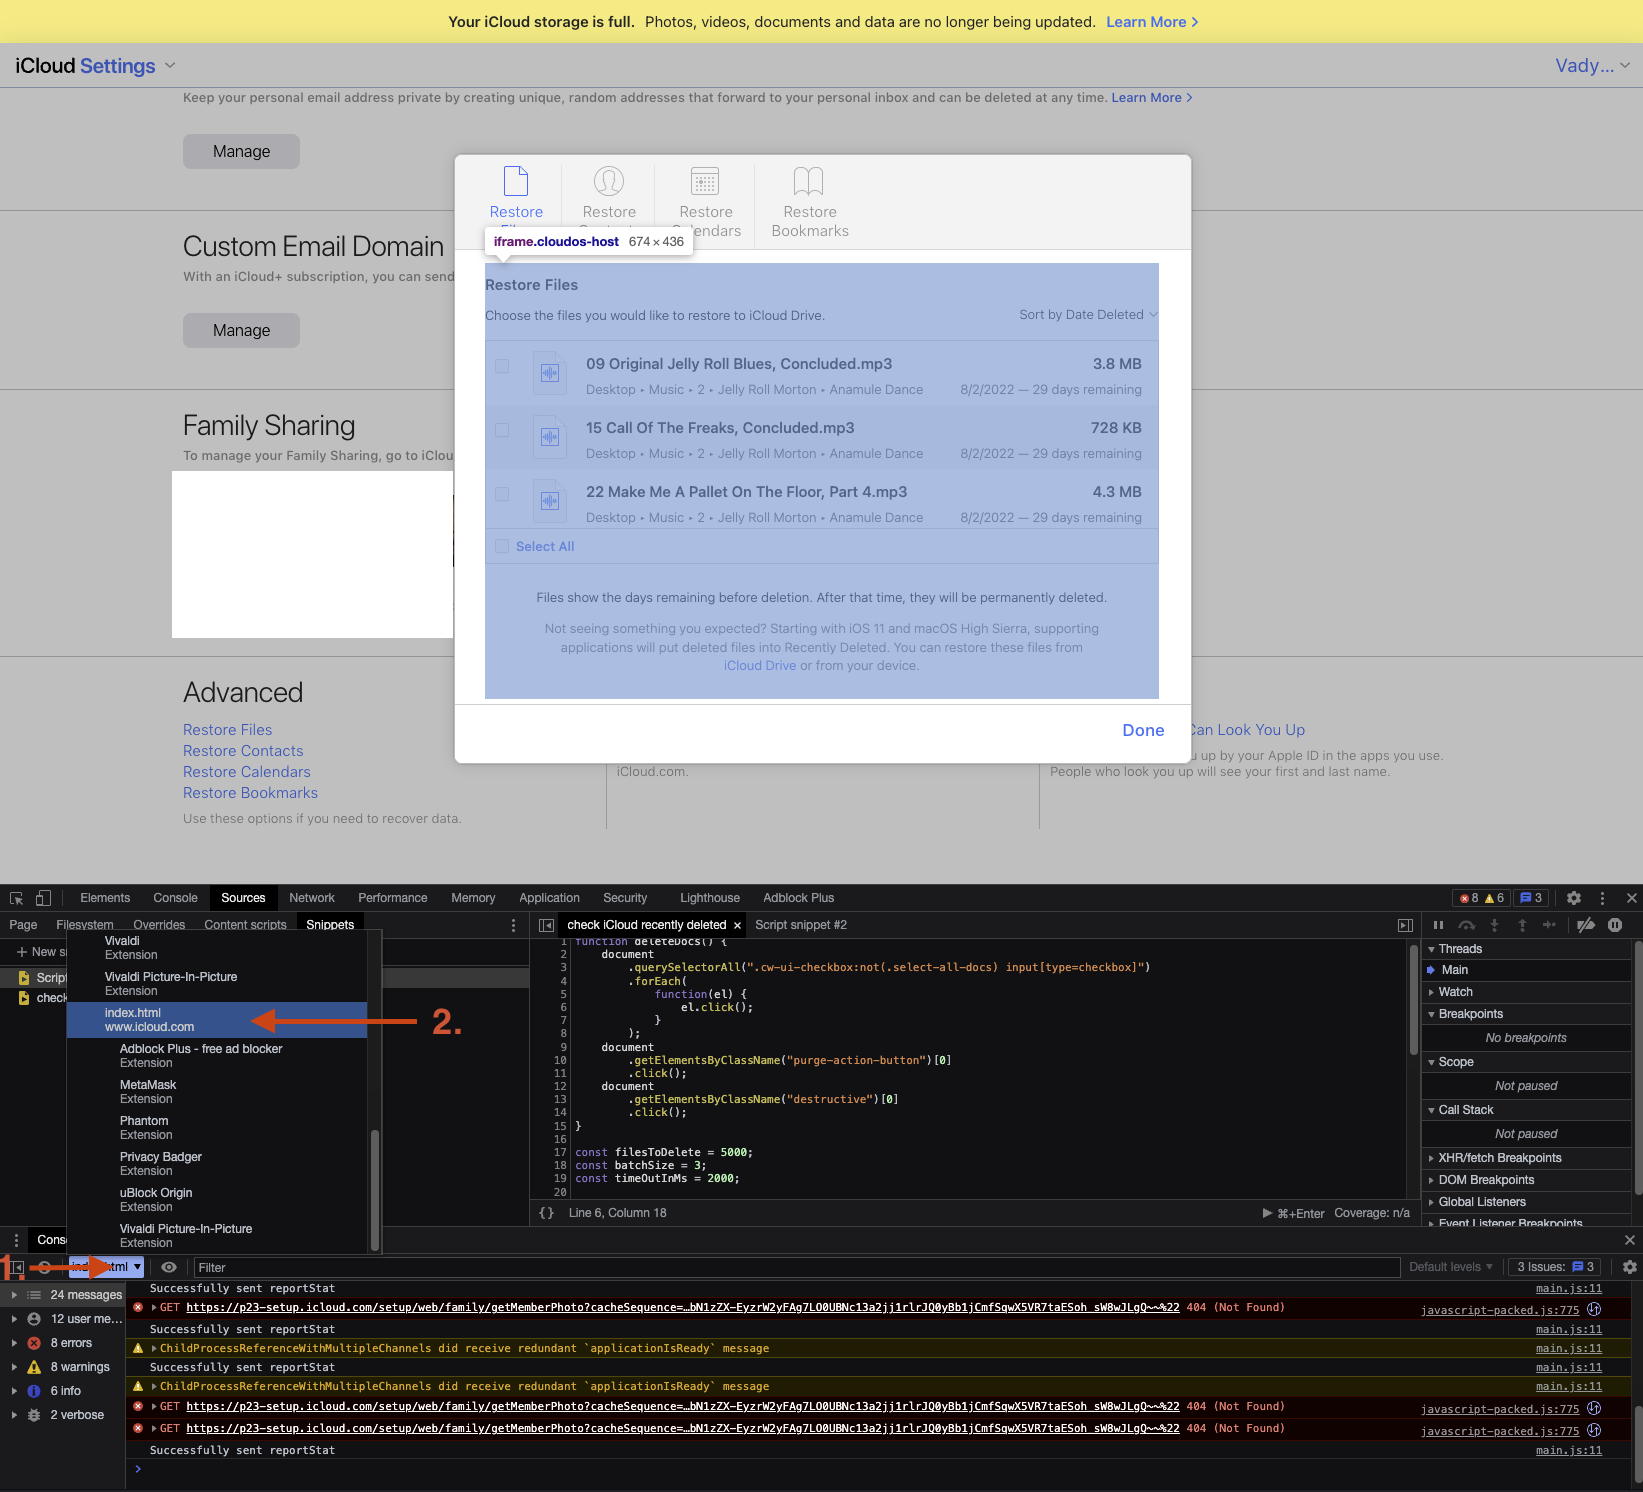 Your iCloud storage is full. Photos, videos, documents and data are no longer being updated. Learn More >
iCloud Settings
Vady...
Keep your personal email address private by creating unique, random addresses that forward to your personal inbox and can be deleted at any time. Learn More >
Manage
Custom Email Domain
With an iCloud+ subscription, you can send
Manage
Family Sharing
To manage your Family Sharing, go to iClou
Restore
Restore
Restore
Restore
endars
Bookmarks
iframe.cloudos-host 674 × 436
Restore Files
Choose the files you would like to restore to iCloud Drive.
Sort by Date Deleted
09 Original Jelly Roll Blues, Concluded.mp3
3.8 MB
Desktop ‣ Music ‣ 2 ‣ Jelly Roll Morton ‣ Anamule Dance
8/2/2022 — 29 days remaining
15 Call Of The Freaks, Concluded.mp3
728 KB
Desktop ‣ Music ‣ 2 ‣ Jelly Roll Morton ‣ Anamule Dance
8/2/2022 — 29 days remaining
22 Make Me A Pallet On The Floor, Part 4.mp3
4.3 MB
Desktop ‣ Music ‣ 2 ‣ Jelly Roll Morton ‣ Anamule Dance
8/2/2022 — 29 days remaining
Select All
Files show the days remaining before deletion. After that time, they will be permanently deleted.
Not seeing something you expected? Starting with iOS 11 and macOS High Sierra, supporting
applications will put deleted files into Recently Deleted. You can restore these files from
iCloud Drive or from your device.
Done
Advanced
Restore Files
Restore Contacts
Restore Calendars
Restore Bookmarks
Use these options if you need to recover data.
iCloud.com.
Can Look You Up
u up by your Apple ID in the apps you use.
People who look you up will see your first and last name.
Elements Console Sources Network Performance Memory Application Security Lighthouse Adblock Plus
8 6 3
Page Filesystem Overrides Content scripts Snippets
check iCloud recently deleted × Script snippet #2
+ New s
Script
check
Vivaldi
Extension
Vivaldi Picture-In-Picture
Extension
index.html
www.icloud.com
2.
Adblock Plus - free ad blocker
Extension
MetaMask
Extension
Phantom
Extension
Privacy Badger
Extension
uBlock Origin
Extension
Vivaldi Picture-In-Picture
Extension
1 function deleteDocs() {
2 document
3 .querySelectorAll(".cw-ui-checkbox:not(.select-all-docs) input[type=checkbox]")
4 .forEach(
5 function(el) {
6 el.click();
7 }
8 );
9 document
10 .getElementsByClassName("purge-action-button")[0]
11 .click();
12 document
13 .getElementsByClassName("destructive")[0]
14 .click();
15 }
16
17 const filesToDelete = 5000;
18 const batchSize = 3;
19 const timeOutInMs = 2000;
20
{} Line 6, Column 18
⌘+Enter Coverage: n/a
Threads
Main
Watch
Breakpoints
No breakpoints
Scope
Not paused
Call Stack
Not paused
XHR/fetch Breakpoints
DOM Breakpoints
Global Listeners
Event Listener Breakpoints
Conso
1.
html
Filter
Default levels
3 Issues: 3
24 messages
12 user me...
8 errors
8 warnings
6 info
2 verbose
Successfully sent reportStat main.js:11
GET https://p23-setup.icloud.com/setup/web/family/getMemberPhoto?cacheSequence=…bN1zZX-EyzrW2yFAg7LO0UBNc13a2jj1rlrJQ0yBb1jCmfSqwX5VR7taESoh_sW8wJLgQ~~%22 404 (Not Found) javascript-packed.js:775
Successfully sent reportStat main.js:11
ChildProcessReferenceWithMultipleChannels did receive redundant `applicationIsReady` message main.js:11
Successfully sent reportStat main.js:11
ChildProcessReferenceWithMultipleChannels did receive redundant `applicationIsReady` message main.js:11
GET https://p23-setup.icloud.com/setup/web/family/getMemberPhoto?cacheSequence=…bN1zZX-EyzrW2yFAg7LO0UBNc13a2jj1rlrJQ0yBb1jCmfSqwX5VR7taESoh_sW8wJLgQ~~%22 404 (Not Found) javascript-packed.js:775
GET https://p23-setup.icloud.com/setup/web/family/getMemberPhoto?cacheSequence=…bN1zZX-EyzrW2yFAg7LO0UBNc13a2jj1rlrJQ0yBb1jCmfSqwX5VR7taESoh_sW8wJLgQ~~%22 404 (Not Found) javascript-packed.js:775
Successfully sent reportStat main.js:11